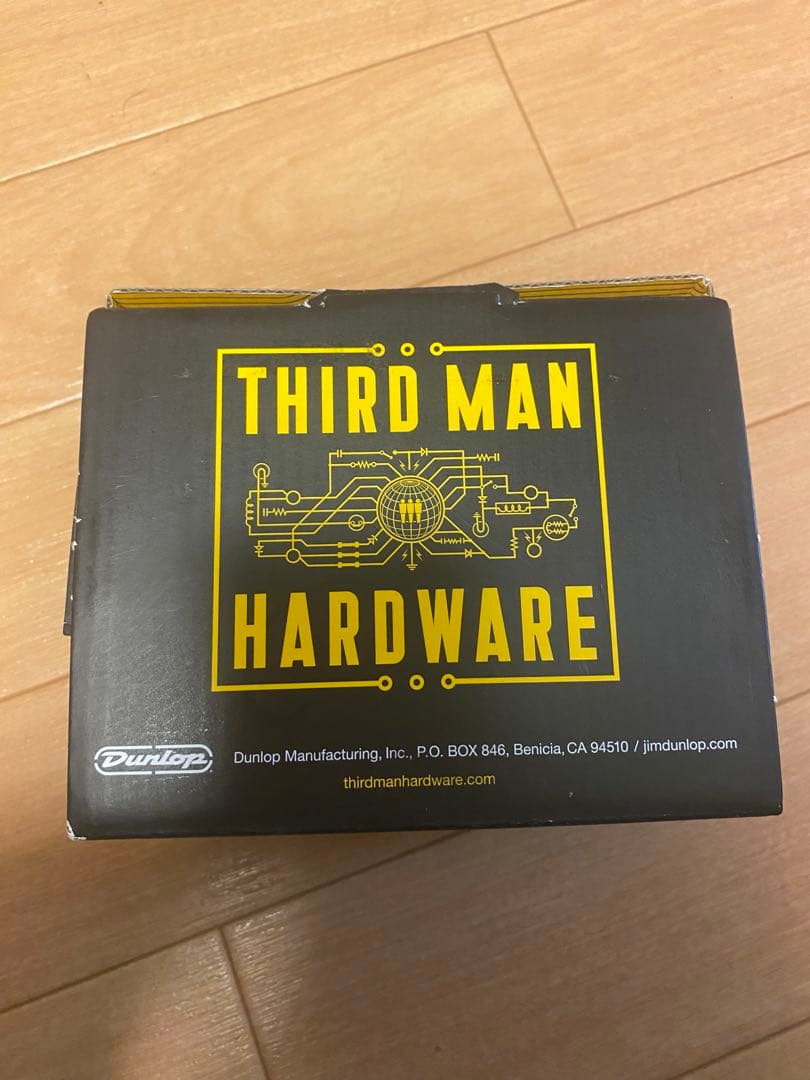 THIRD MAN
HARDWARE
Dunlop
Dunlop Manufacturing, Inc., P.O. BOX 846, Benicia, CA 94510 / jimdunlop.com
thirdmanhardware.com